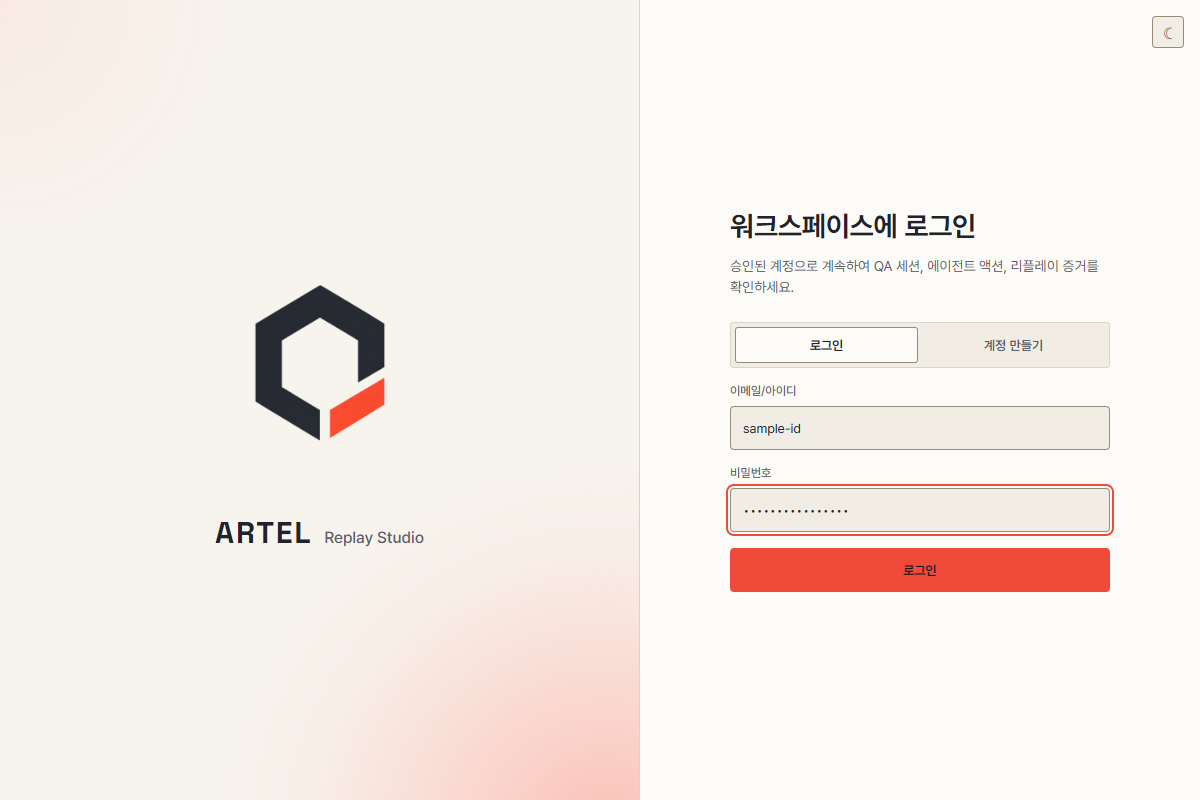 ARTEL Replay Studio
워크스페이스에 로그인
승인된 계정으로 계속하여 QA 세션, 에이전트 액션, 리플레이 증거를
확인하세요.
로그인 계정 만들기
이메일/아이디
sample-id
비밀번호
••••••••••••••••
로그인